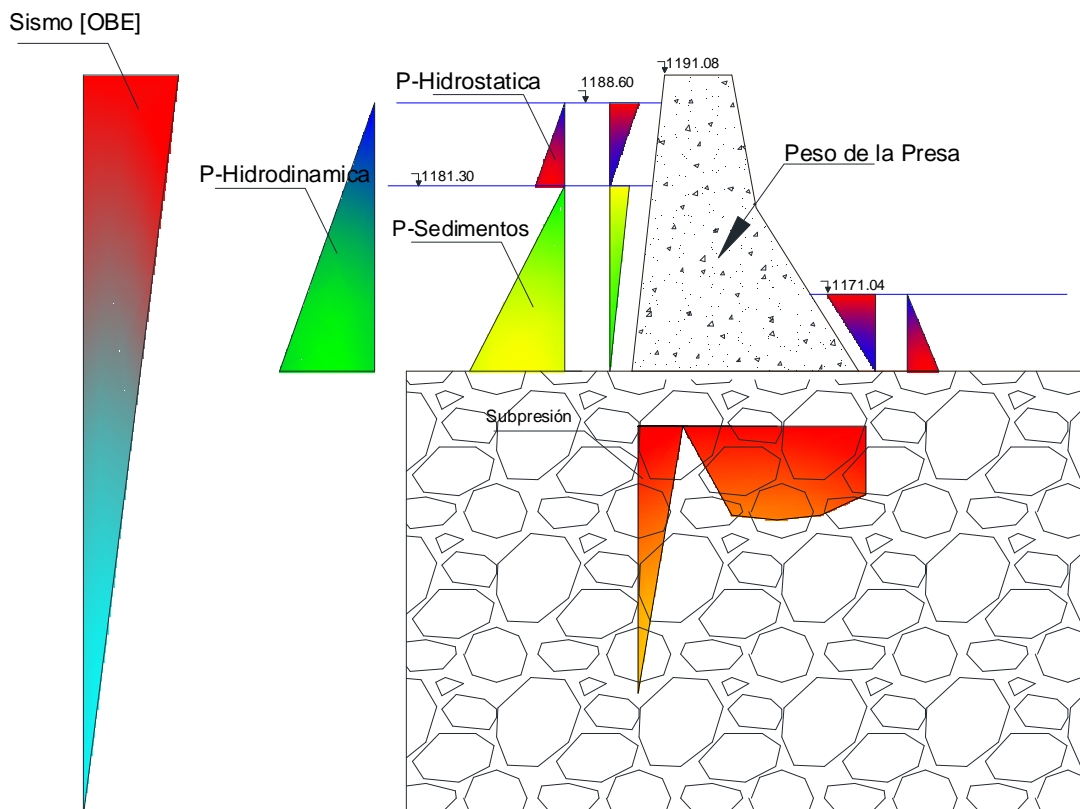 Sismo [OBE]
P-Hidrostatica
1188.60
1191.08
P-Hidrodinamica
1181.30
Peso de la Presa
P-Sedimentos
1171.04
Subpresión